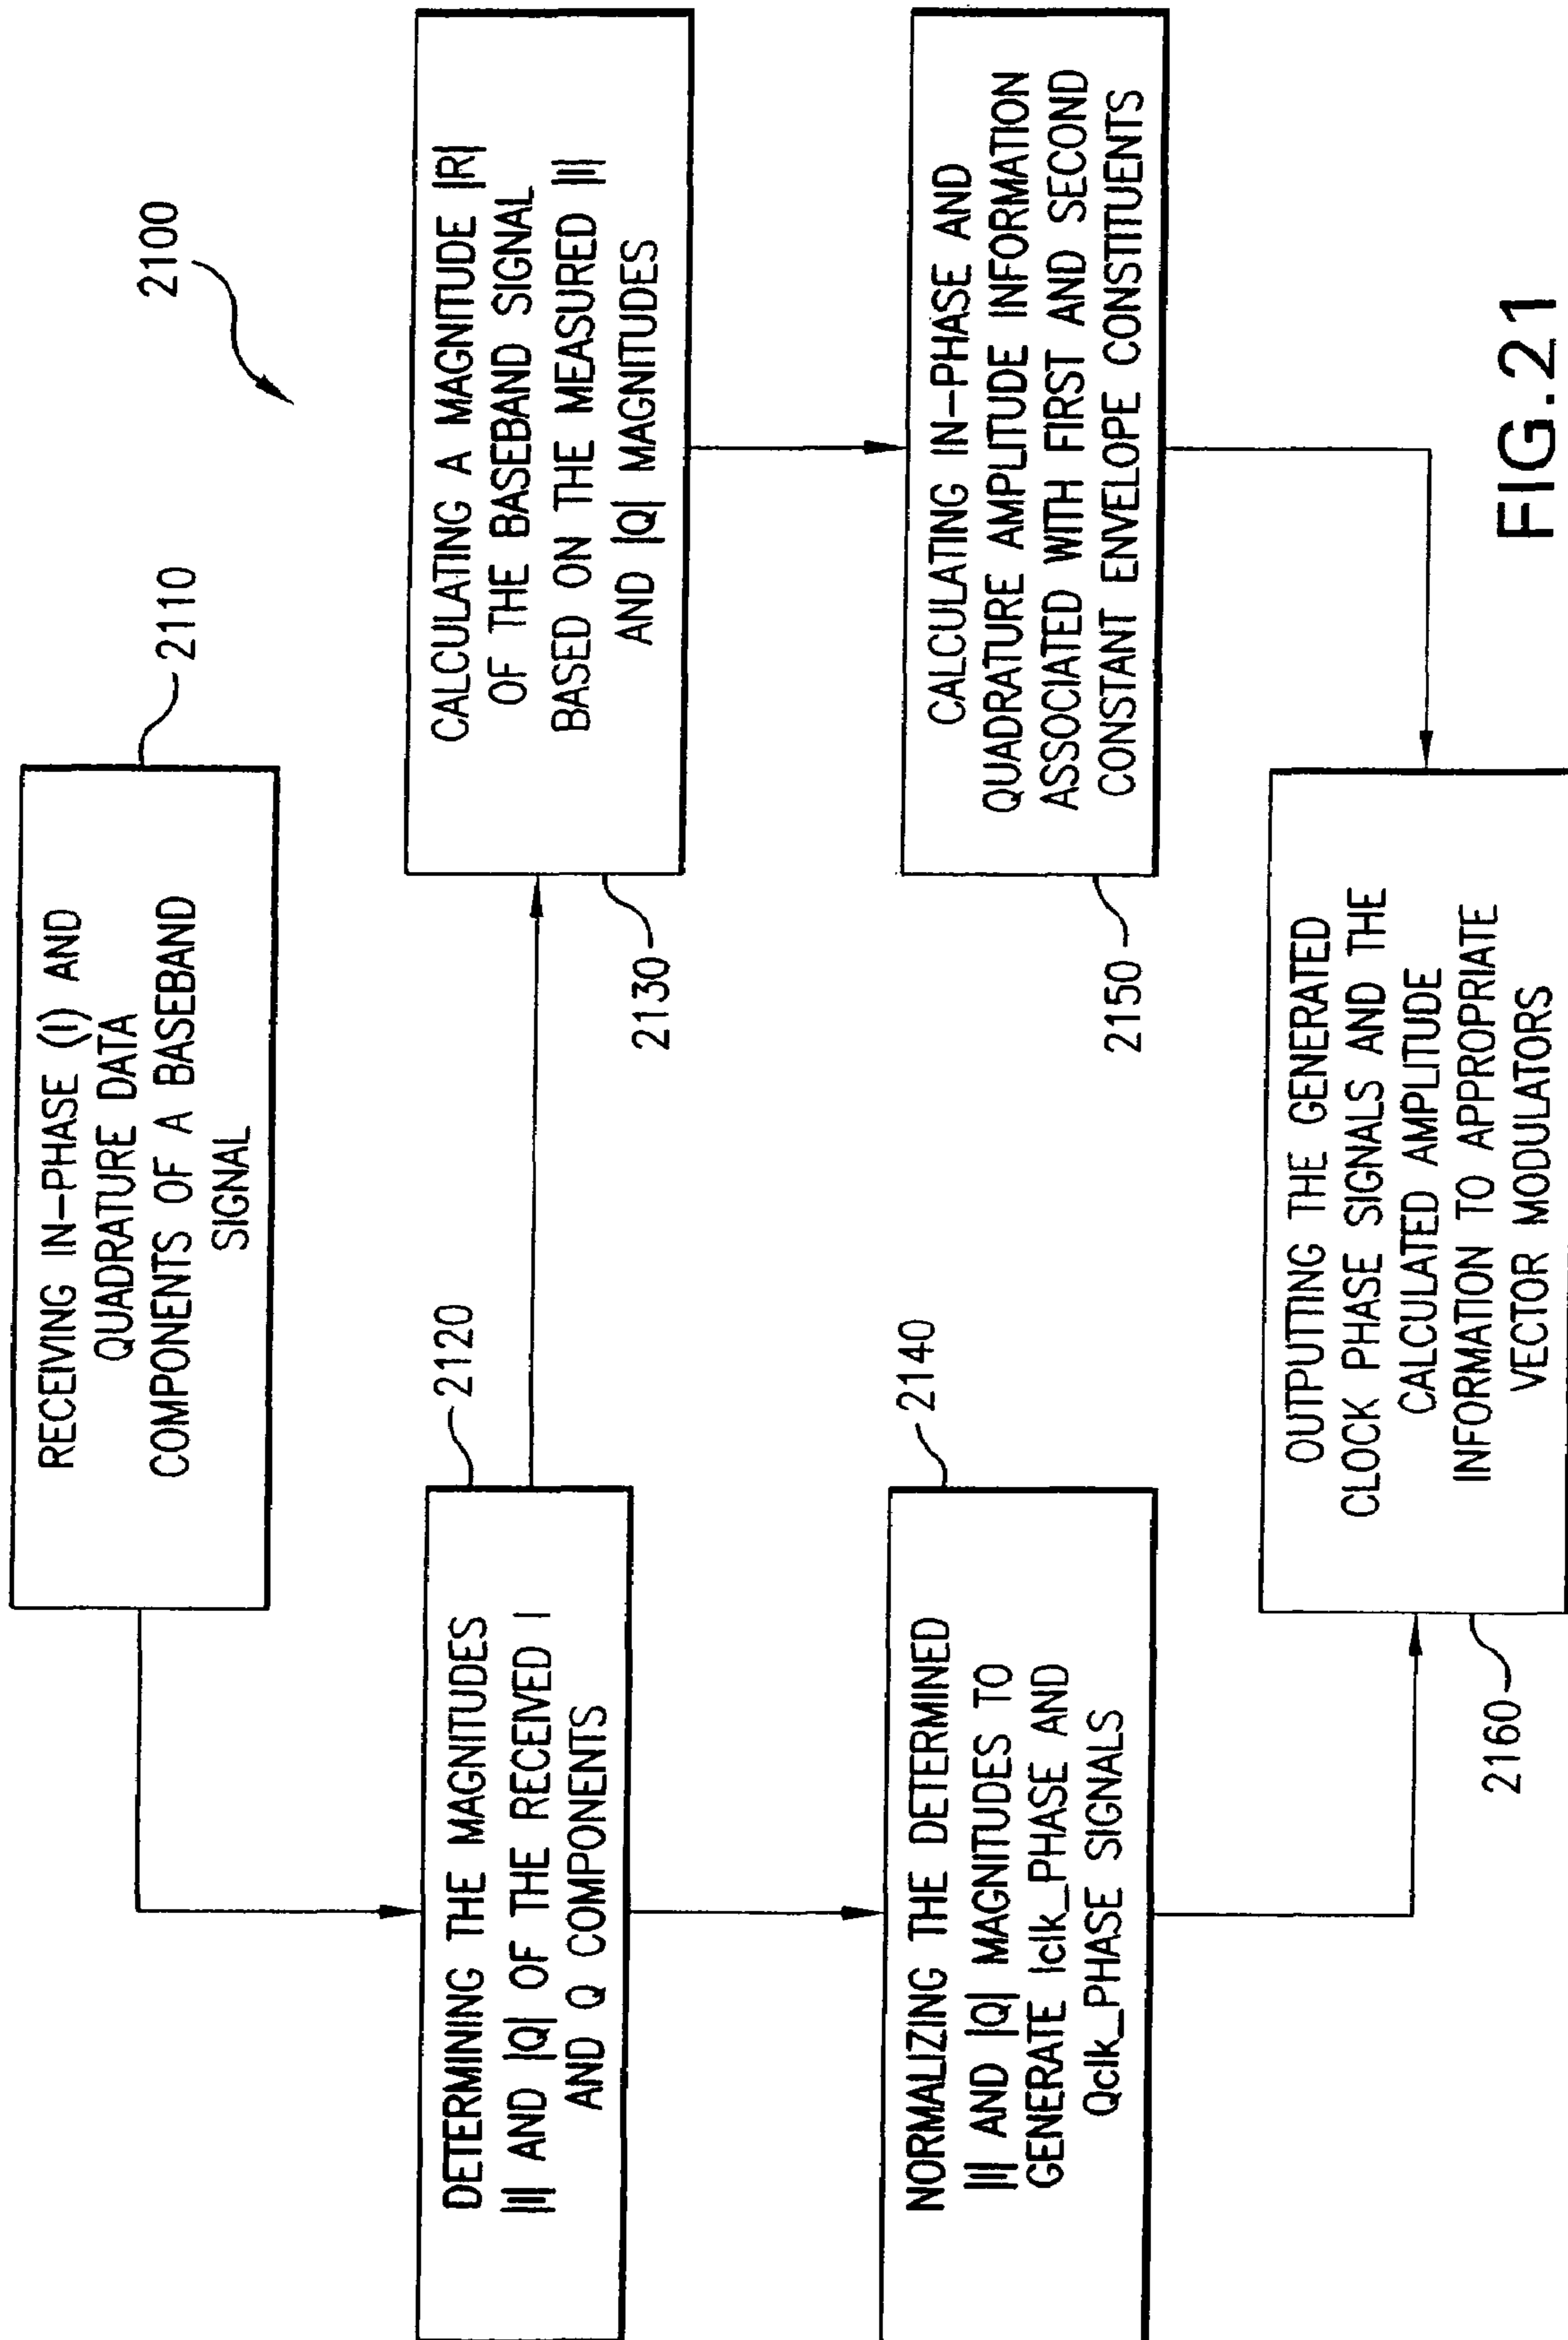 2100
RECEIVING IN-PHASE (I) AND
QUADRATURE DATA
COMPONENTS OF A BASEBAND
SIGNAL
2110
DETERMINING THE MAGNITUDES
|I| AND |Q| OF THE RECEIVED I
AND Q COMPONENTS
2120
CALCULATING A MAGNITUDE |R|
OF THE BASEBAND SIGNAL
BASED ON THE MEASURED |I|
AND |Q| MAGNITUDES
2130
NORMALIZING THE DETERMINED
|I| AND |Q| MAGNITUDES TO
GENERATE Iclk_PHASE AND
Qclk_PHASE SIGNALS
2140
CALCULATING IN-PHASE AND
QUADRATURE AMPLITUDE INFORMATION
ASSOCIATED WITH FIRST AND SECOND
CONSTANT ENVELOPE CONSTITUENTS
2150
OUTPUTTING THE GENERATED
CLOCK PHASE SIGNALS AND THE
CALCULATED AMPLITUDE
INFORMATION TO APPROPRIATE
VECTOR MODULATORS
2160
FIG.21